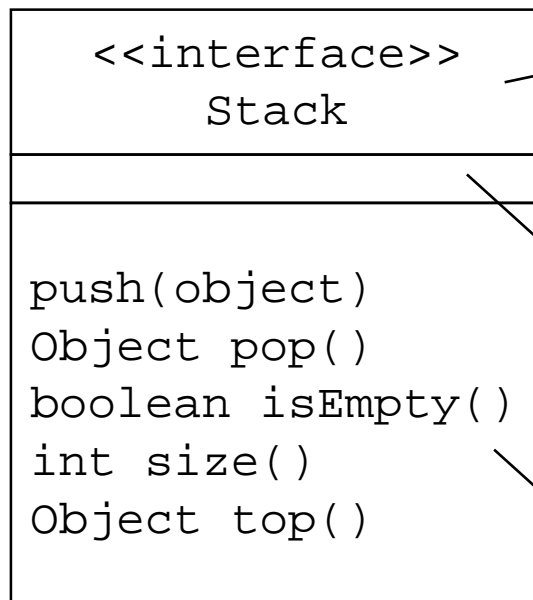 <<interface>>
Stack
push(object)
Object pop()
boolean isEmpty()
int size()
Object top()